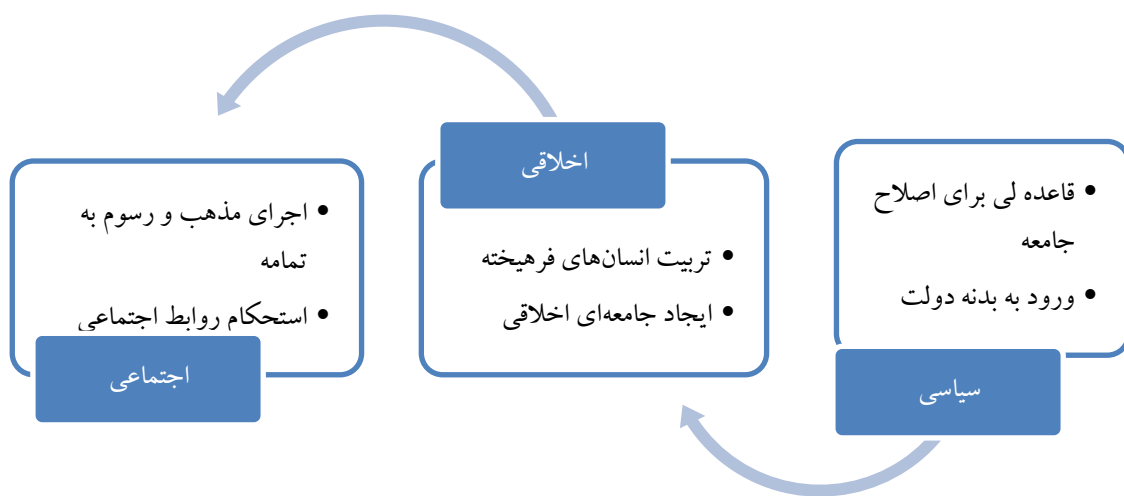 قاعده لی برای اصلاح
جامعه
ورود به بدنه دولت
سیاسی
اخلاقی
تربیت انسان‌های فرهیخته
ایجاد جامعه‌ای اخلاقی
اجرای مذهب و رسوم به
تمامه
استحکام روابط اجتماعی
اجتماعی